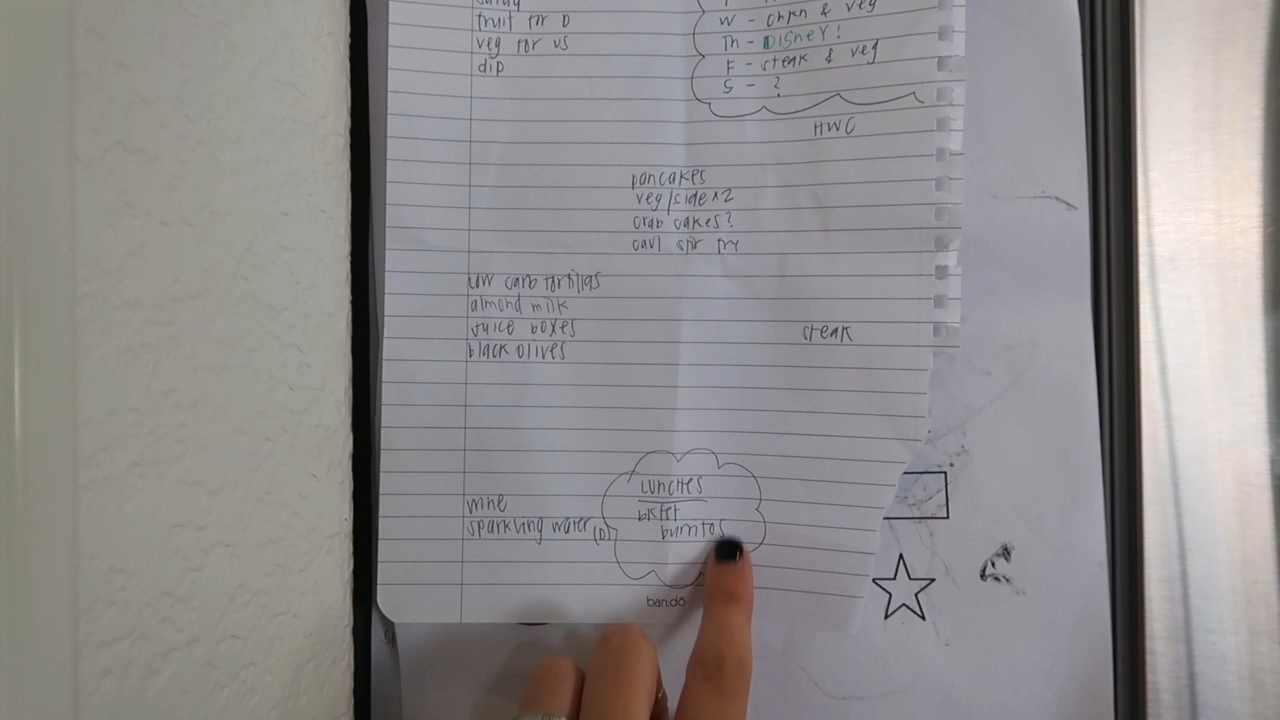 fruit for D
veg for us
dip
W - chkn & veg
Th - DISNEY!
F - steak & veg
S - ?
HWC
pancakes
veg/side x2
crab cakes?
caul stir fry
low carb tortillas
almond milk
juice boxes
black olives
steak
wine
sparkling water (D)
LUNCHES
bkfst
burritos
ban.dō